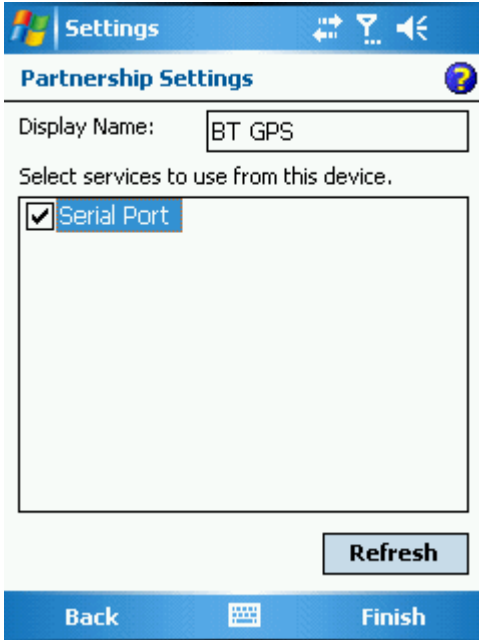 Settings
Partnership Settings
Display Name: BT GPS
Select services to use from this device.
Serial Port
Refresh
Back Finish